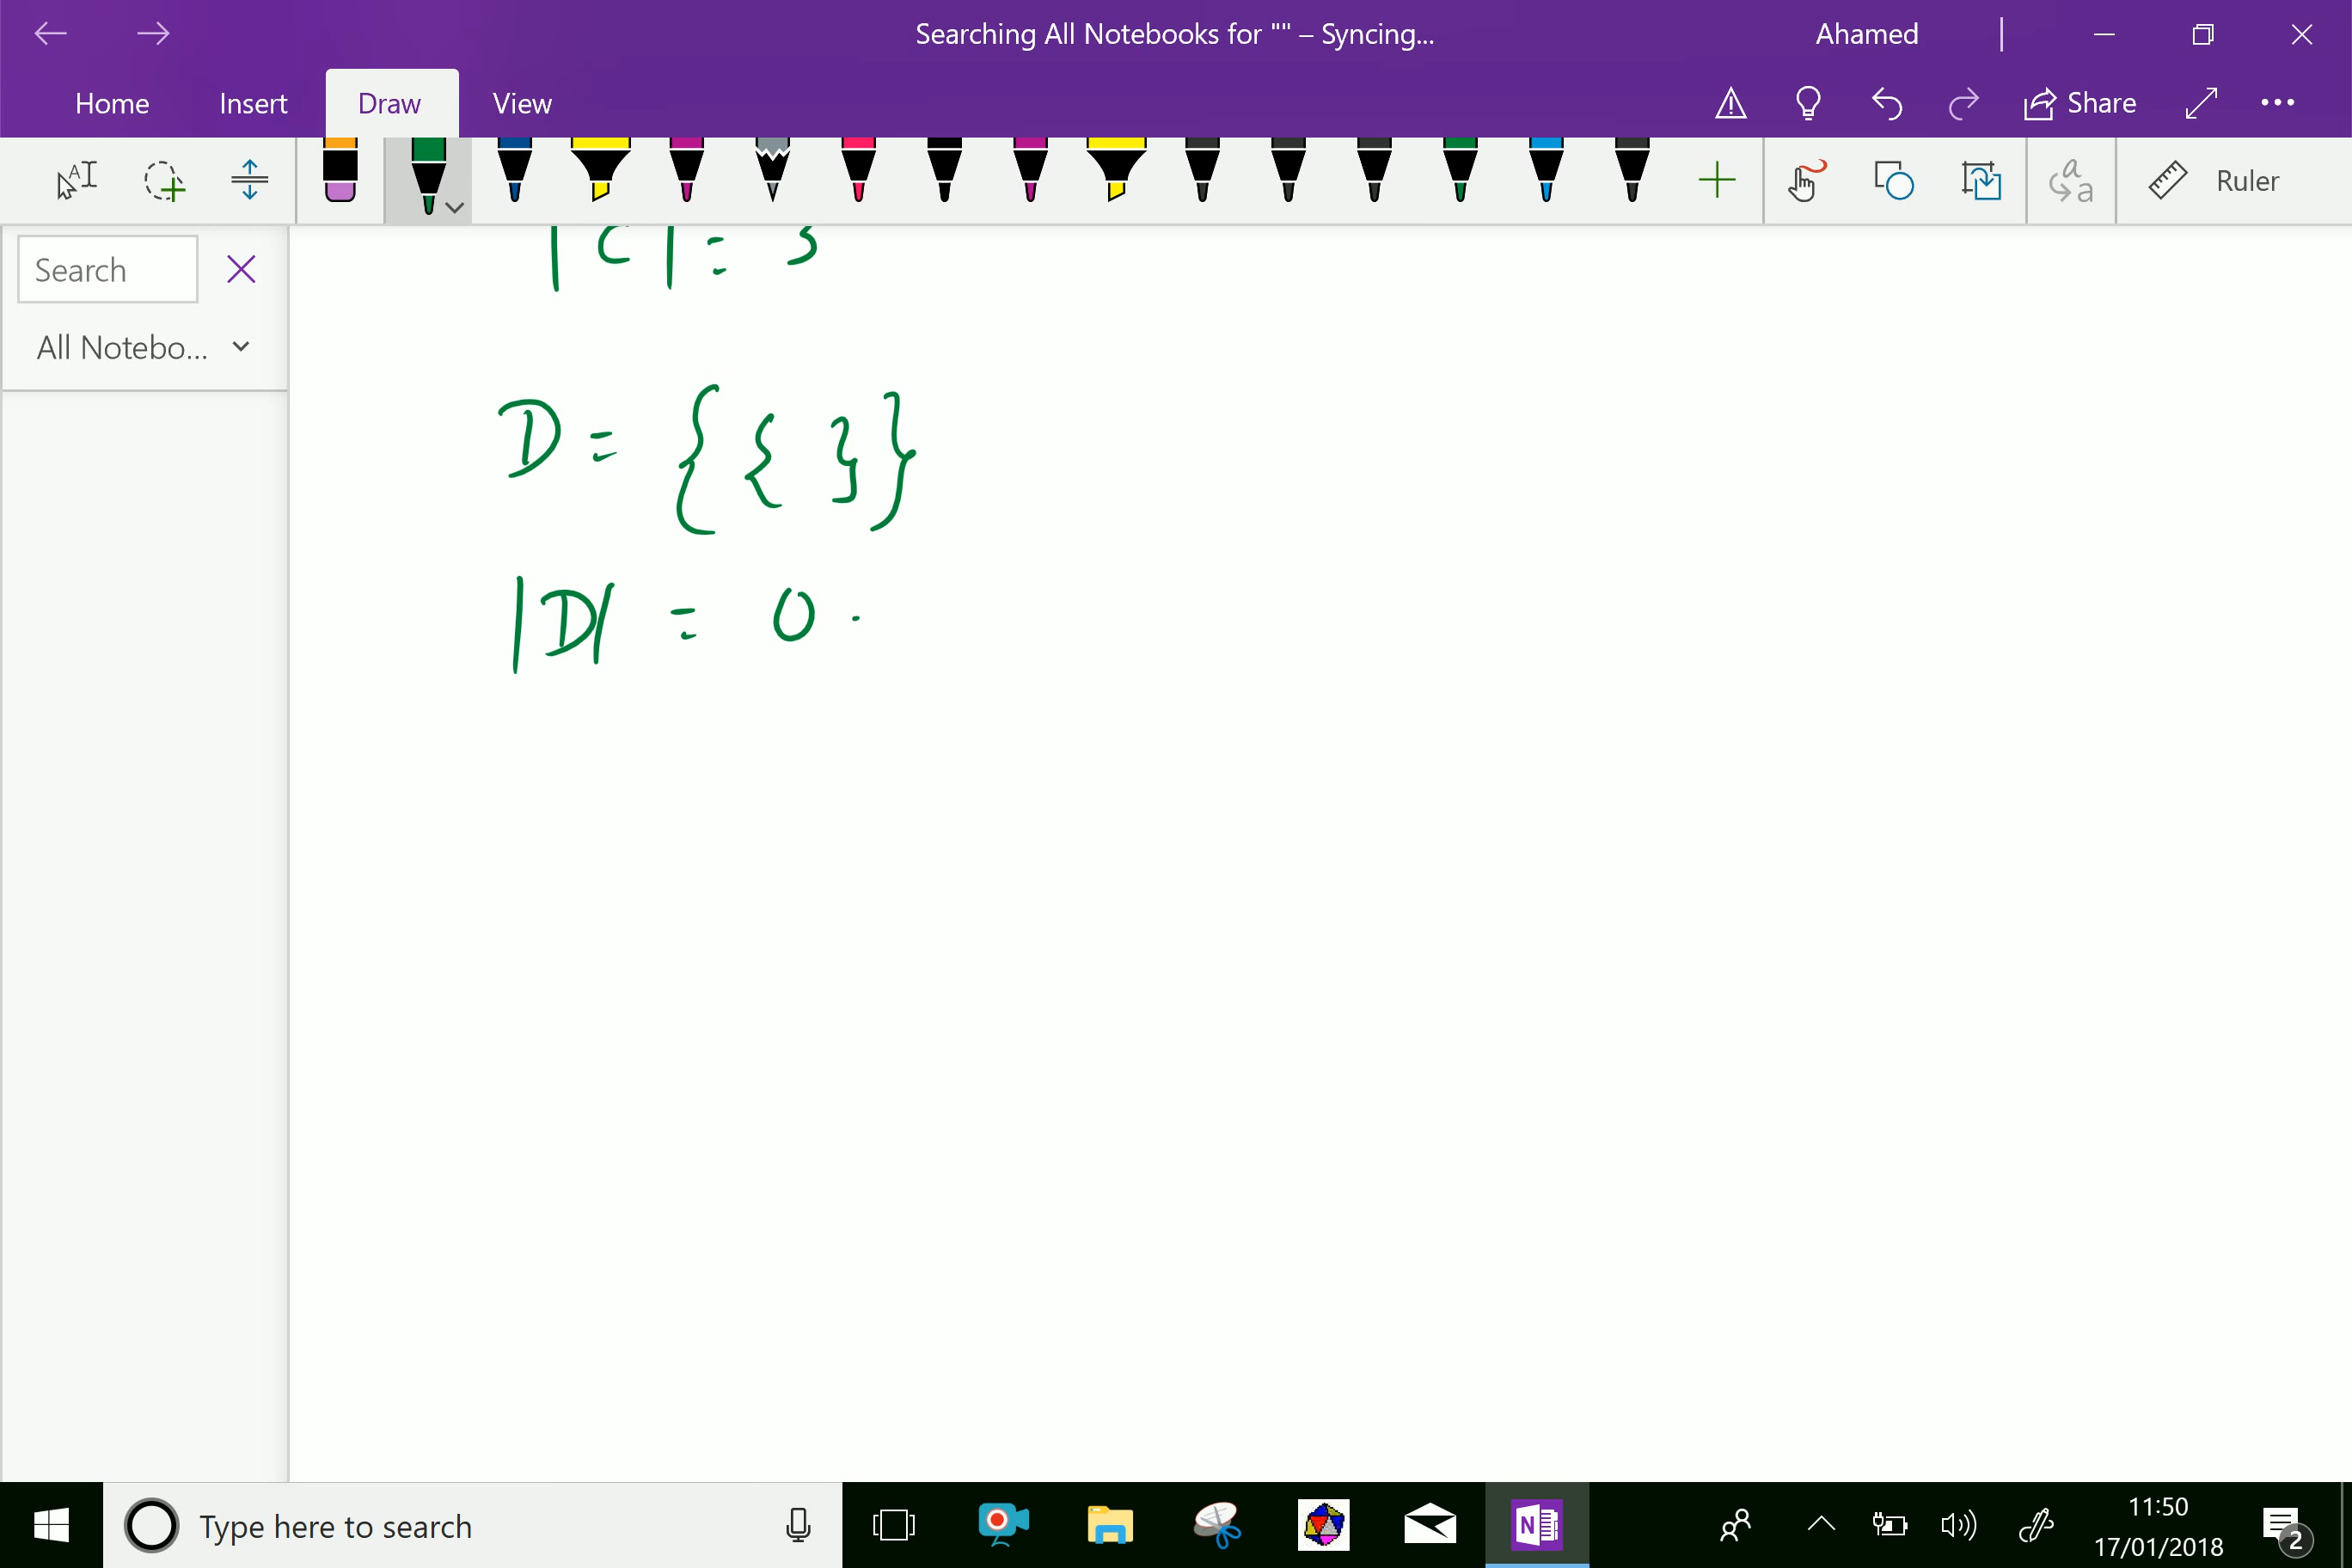 Searching All Notebooks for "" – Syncing...
Ahamed
Home Insert Draw View
Share
Ruler
Search
All Notebo...
|C| = 3
D = { { } }
|D| = 0 .
Type here to search
11:50
17/01/2018
2